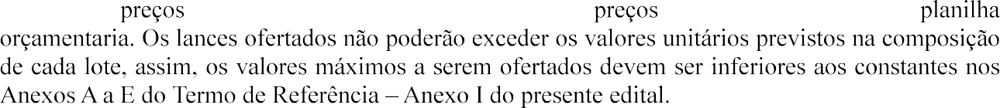 preços preços planilha
orçamentaria. Os lances ofertados não poderão exceder os valores unitários previstos na composição
de cada lote, assim, os valores máximos a serem ofertados devem ser inferiores aos constantes nos
Anexos A a E do Termo de Referência – Anexo I do presente edital.